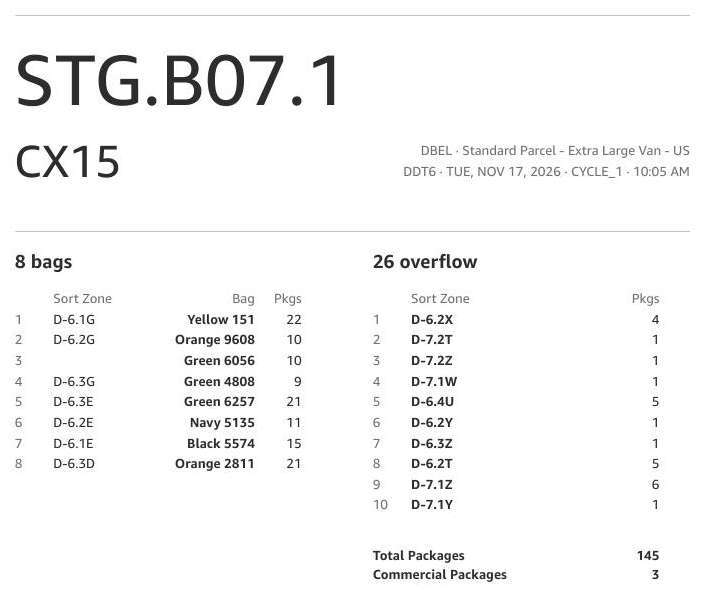 STG.B07.1
CX15
DBEL · Standard Parcel - Extra Large Van - US
DDT6 · TUE, NOV 17, 2026 · CYCLE_1 · 10:05 AM
8 bags
Sort Zone Bag Pkgs
1 D-6.1G Yellow 151 22
2 D-6.2G Orange 9608 10
3 Green 6056 10
4 D-6.3G Green 4808 9
5 D-6.3E Green 6257 21
6 D-6.2E Navy 5135 11
7 D-6.1E Black 5574 15
8 D-6.3D Orange 2811 21
26 overflow
Sort Zone Pkgs
1 D-6.2X 4
2 D-7.2T 1
3 D-7.2Z 1
4 D-7.1W 1
5 D-6.4U 5
6 D-6.2Y 1
7 D-6.3Z 1
8 D-6.2T 5
9 D-7.1Z 6
10 D-7.1Y 1
Total Packages 145
Commercial Packages 3